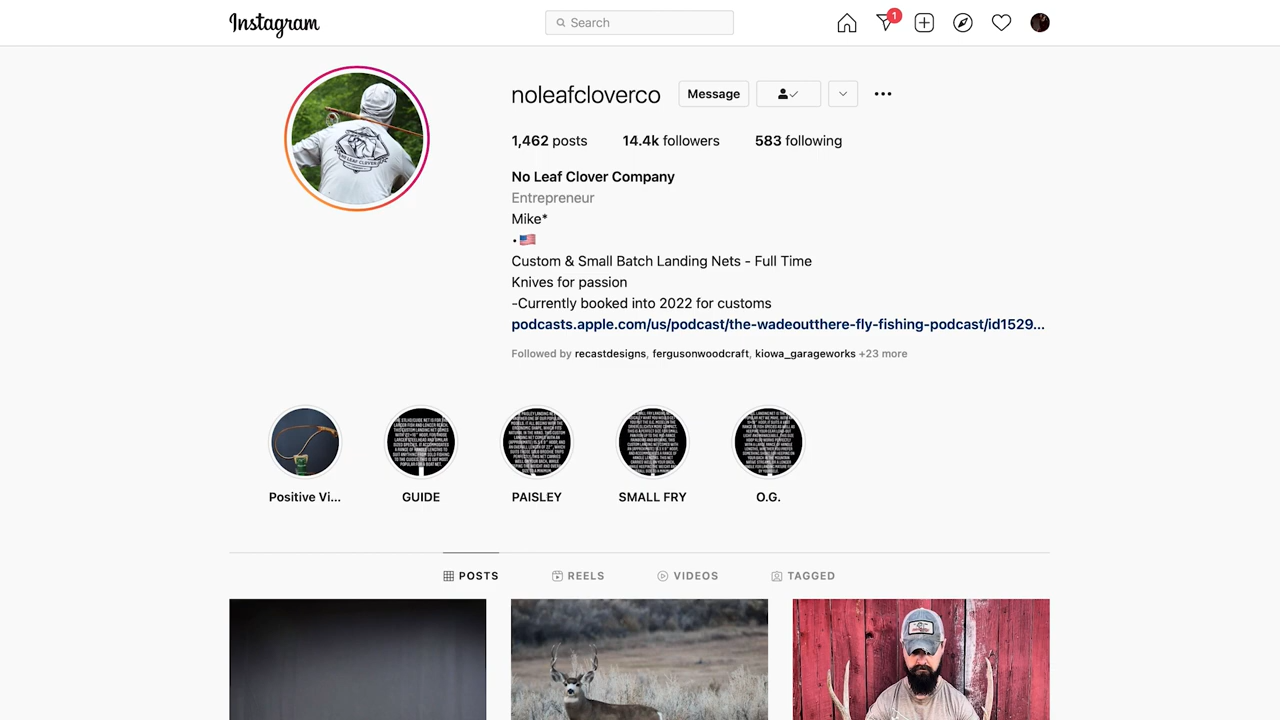 Instagram
Search
1
noleafcloverco
Message
1,462 posts 14.4k followers 583 following
No Leaf Clover Company
Entrepreneur
Mike*
•🇺🇸
Custom & Small Batch Landing Nets - Full Time
Knives for passion
-Currently booked into 2022 for customs
podcasts.apple.com/us/podcast/the-wadeoutthere-fly-fishing-podcast/id1529...
Followed by recastdesigns, fergusonwoodcraft, kiowa_garageworks +23 more
NO LEAF CLOVER
Positive Vi... GUIDE PAISLEY SMALL FRY O.G.
POSTS REELS VIDEOS TAGGED